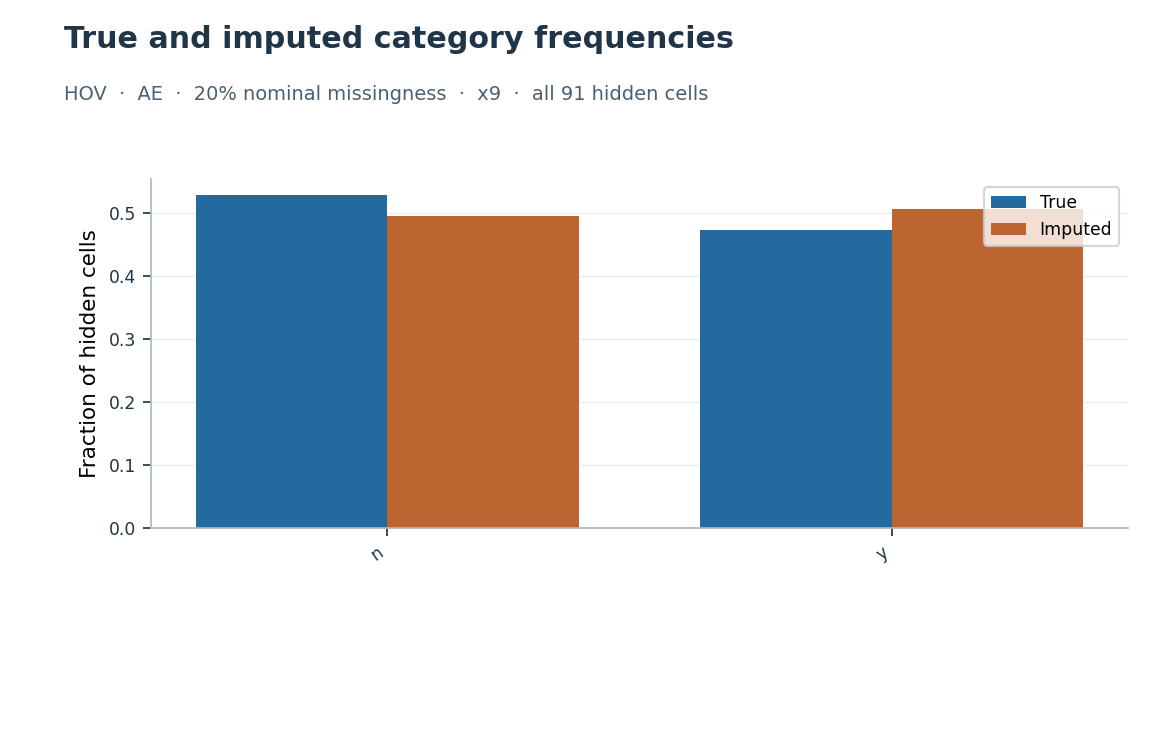 True and imputed category frequencies
HOV · AE · 20% nominal missingness · x9 · all 91 hidden cells
True
Imputed
Fraction of hidden cells
0.5
0.4
0.3
0.2
0.1
0.0
n
y